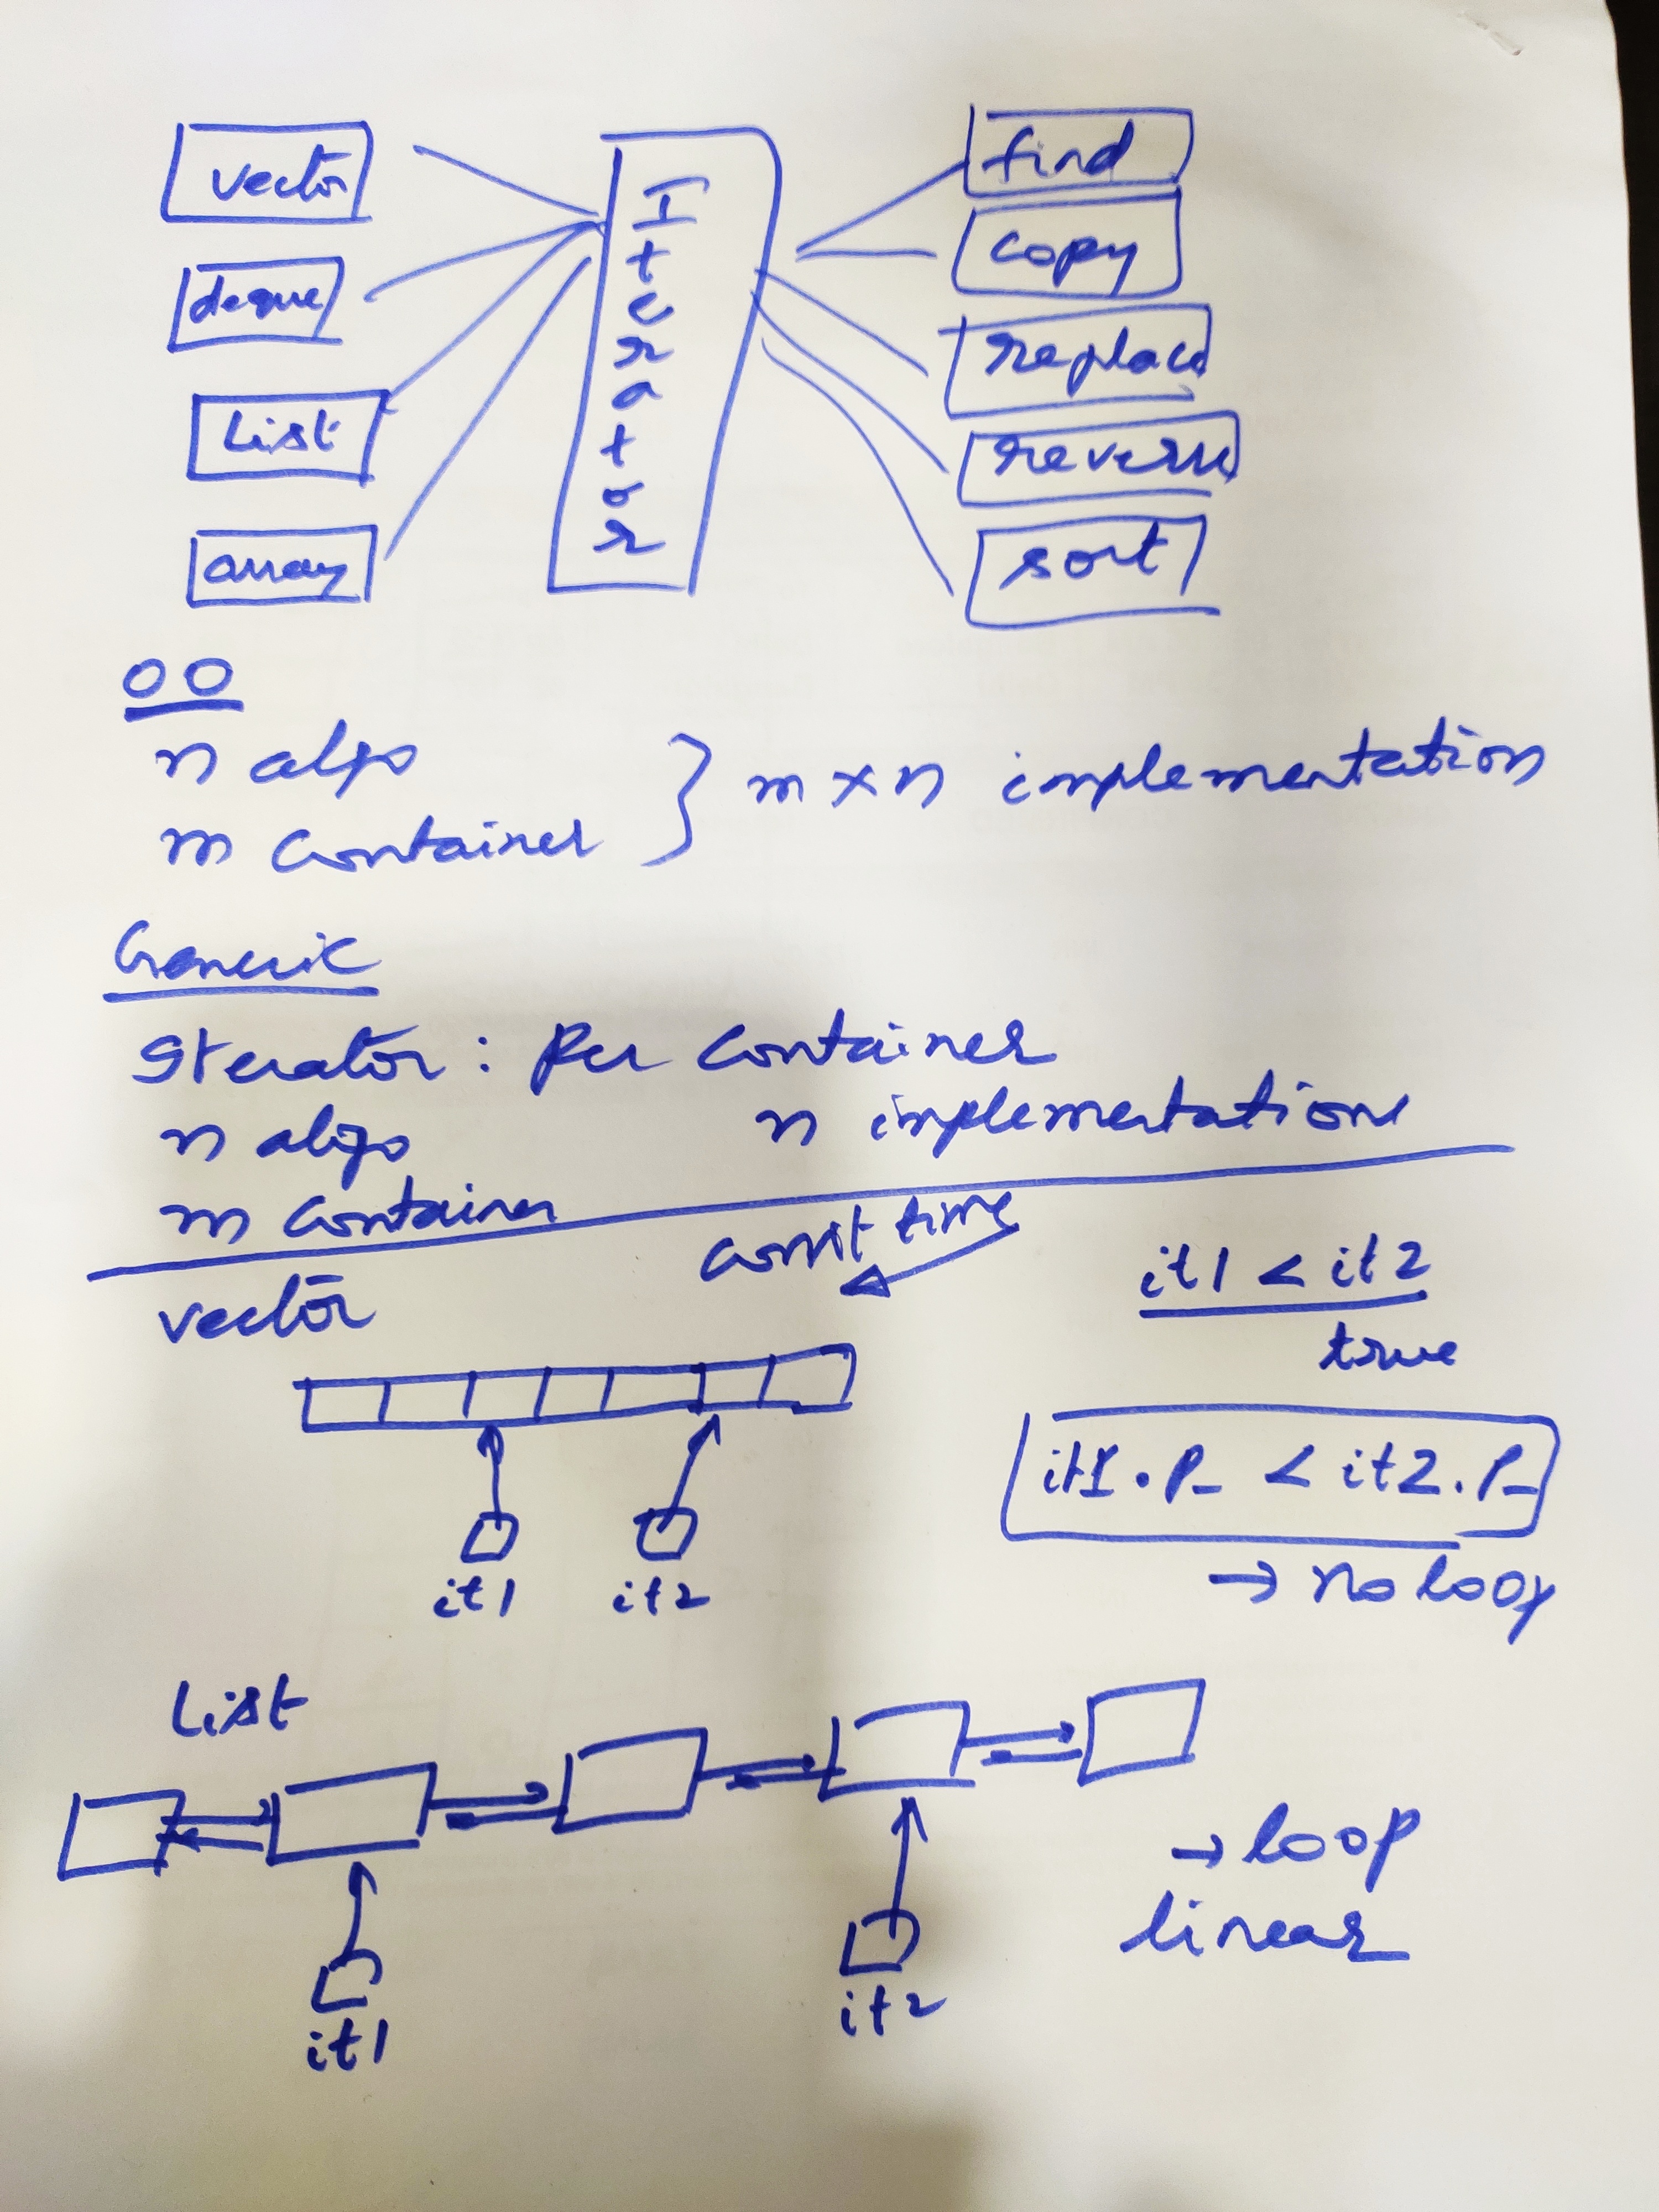 vector
deque
List
array
Iterator
find
copy
replace
reverse
sort
OO
n algo
m container } m x n implementation
Generic
Iterator : Per Container
n algo n implementations
m container
const time
vector
it1 < it2
true
it1.P_ < it2.P_
→ no loop
it1 it2
List
→ loop
linear
it1
it2